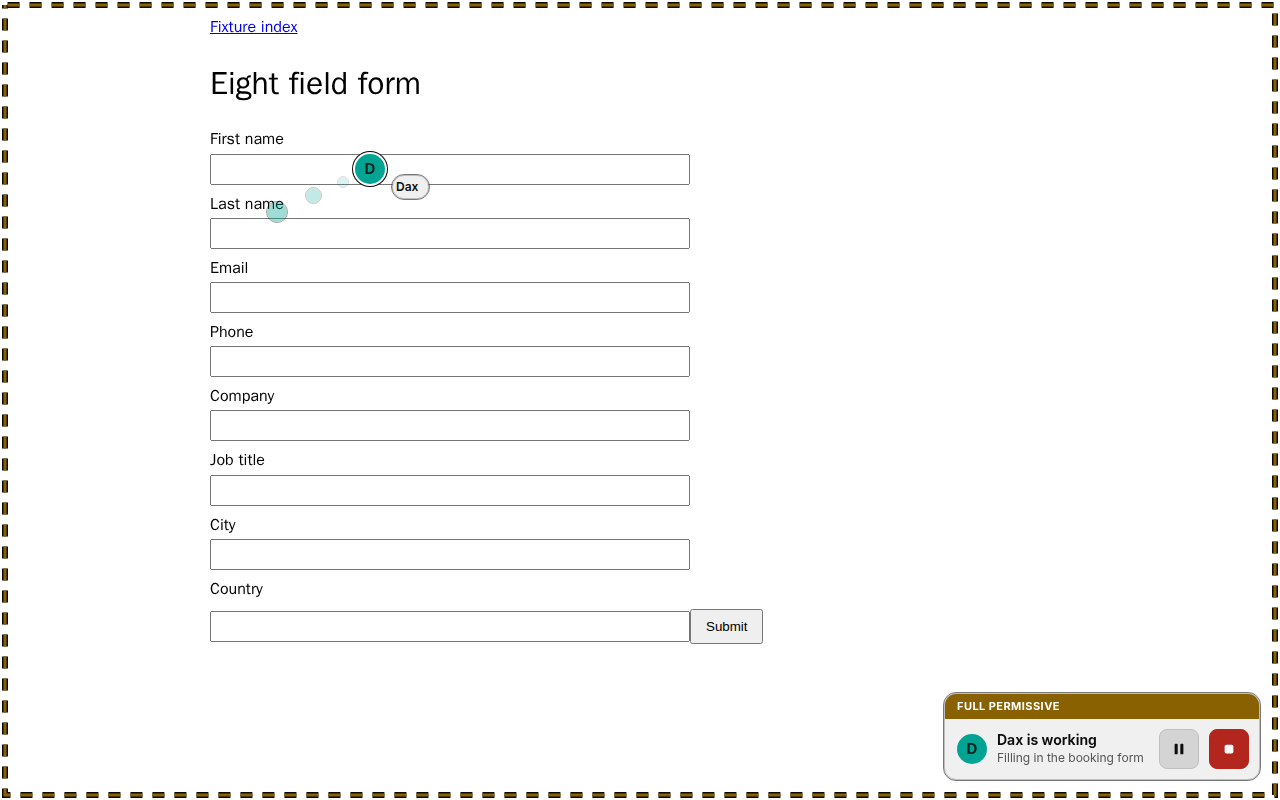 Fixture index
Eight field form
First name
D
Dax
Last name
Email
Phone
Company
Job title
City
Country
Submit
FULL PERMISSIVE
D
Dax is working
Filling in the booking form